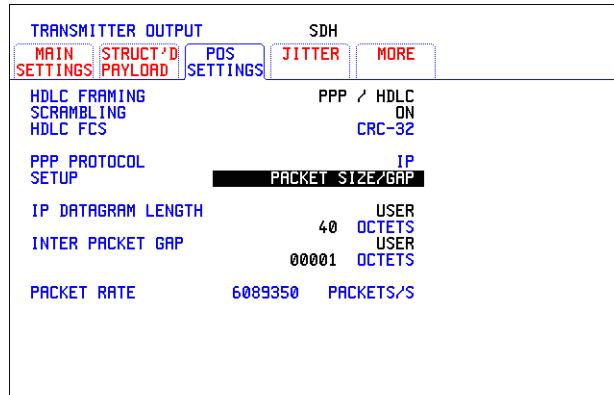 TRANSMITTER OUTPUT SDH
MAIN SETTINGS STRUCT'D PAYLOAD POS SETTINGS JITTER MORE
HDLC FRAMING PPP / HDLC
SCRAMBLING ON
HDLC FCS CRC-32
PPP PROTOCOL IP
SETUP PACKET SIZE/GAP
IP DATAGRAM LENGTH USER
40 OCTETS
INTER PACKET GAP USER
00001 OCTETS
PACKET RATE 6089350 PACKETS/S